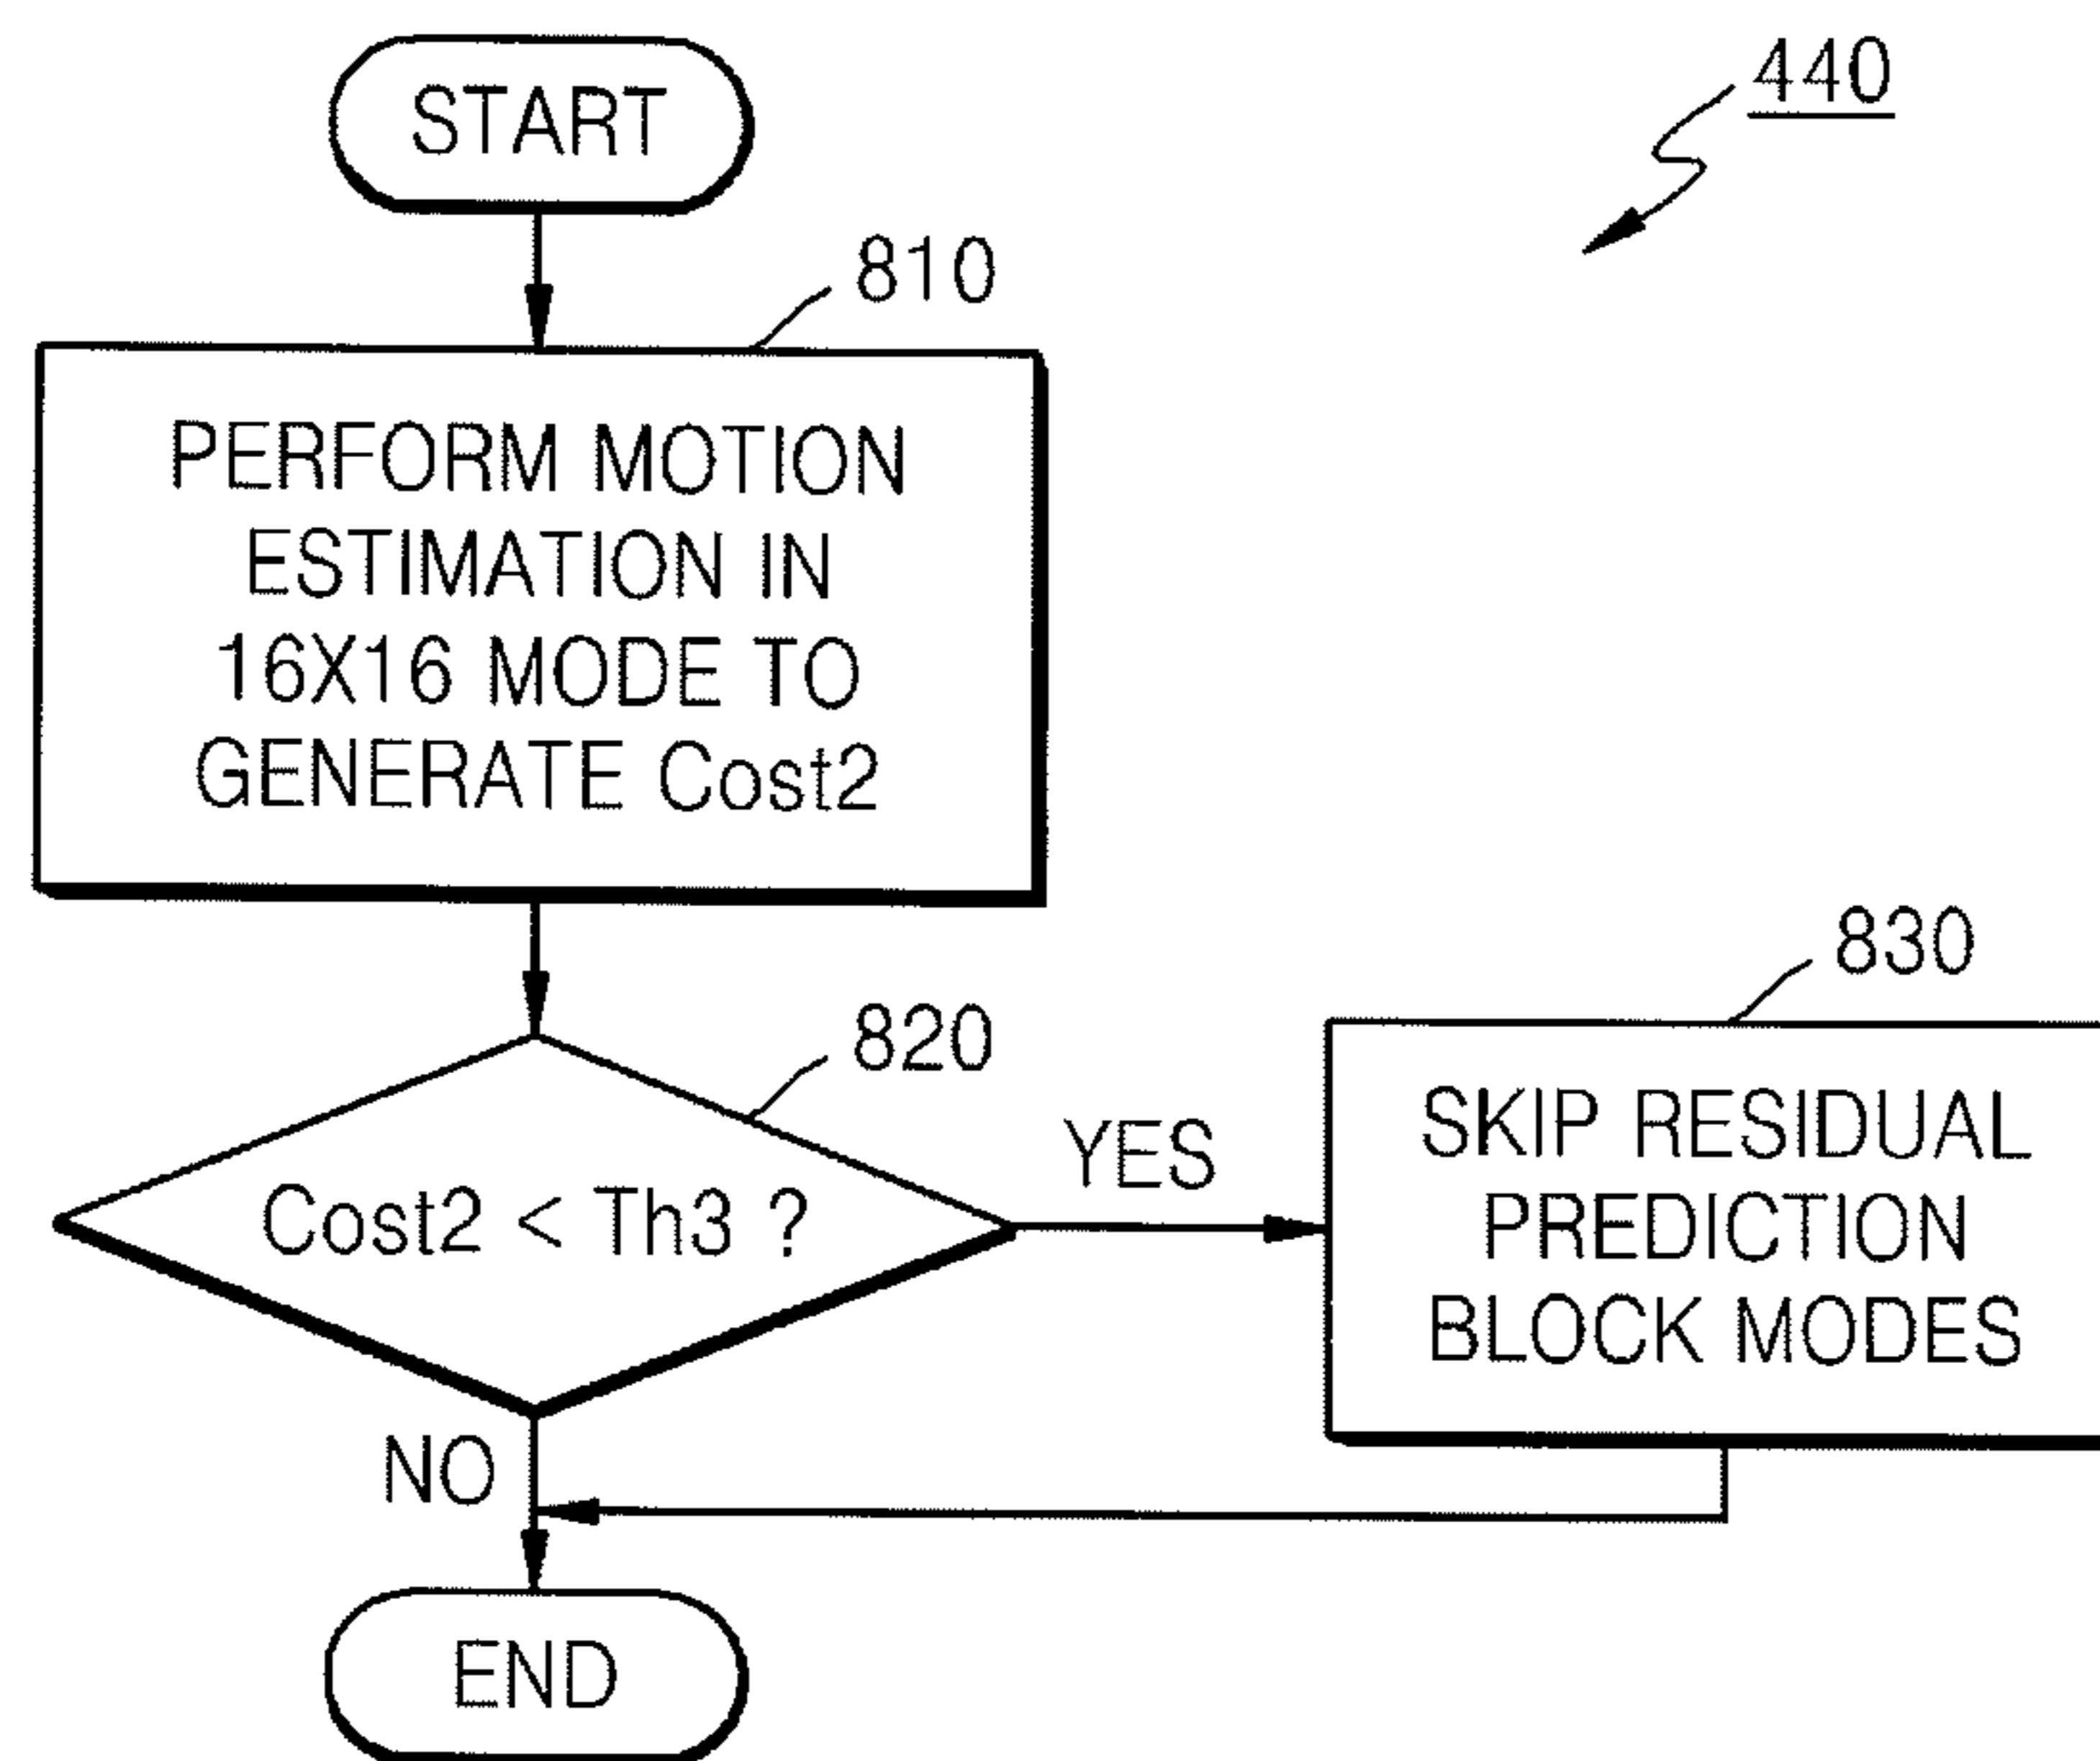 START
440
810
PERFORM MOTION
ESTIMATION IN
16X16 MODE TO
GENERATE Cost2
820
Cost2 < Th3 ?
YES
830
SKIP RESIDUAL
PREDICTION
BLOCK MODES
NO
END